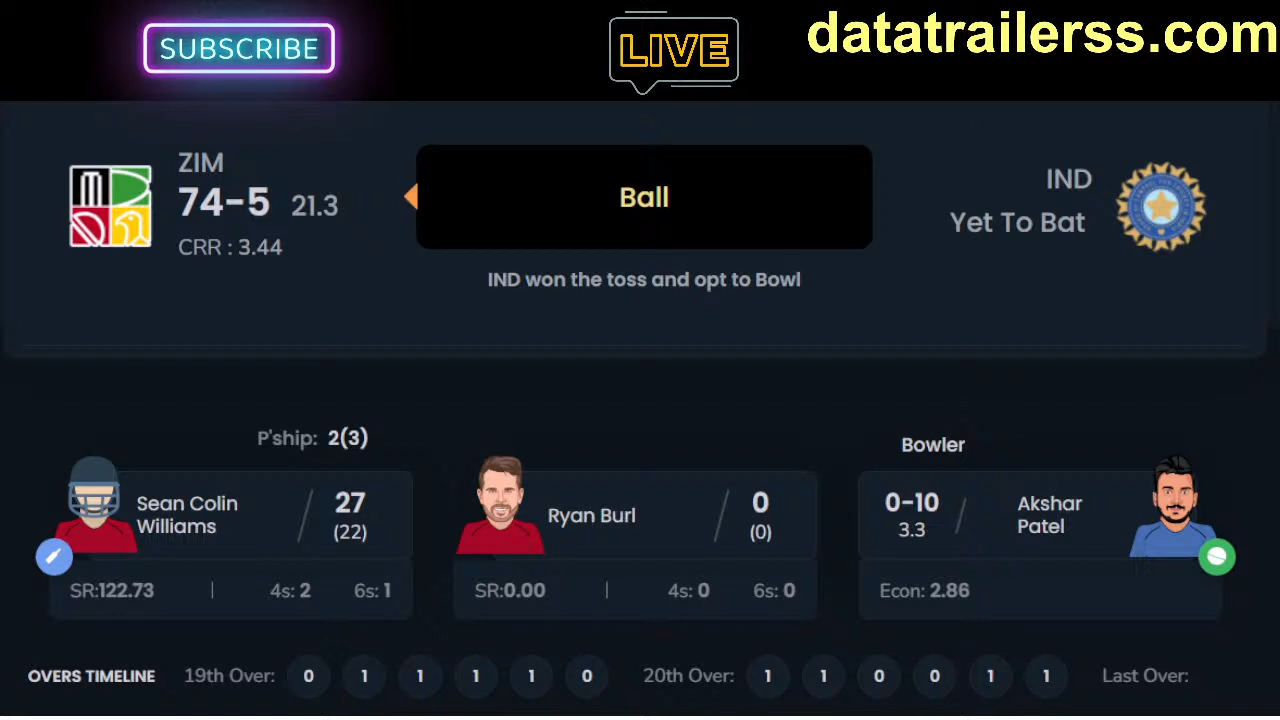 SUBSCRIBE
LIVE
datatrailerss.com
ZIM
74-5 21.3
CRR : 3.44
Ball
IND
Yet To Bat
IND won the toss and opt to Bowl
P'ship: 2(3)
Bowler
Sean Colin
Williams
27
(22)
Ryan Burl
0
(0)
0-10
3.3
Akshar
Patel
SR:122.73 | 4s: 2 6s: 1
SR:0.00 | 4s: 0 6s: 0
Econ: 2.86
OVERS TIMELINE 19th Over: 0 1 1 1 1 0 20th Over: 1 1 0 0 1 1 Last Over: